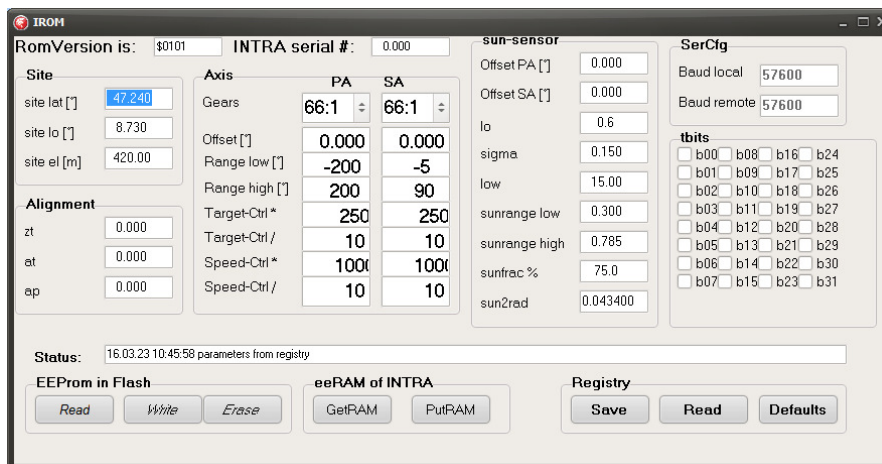 IROM
RomVersion is: $0101 INTRA serial #: 0.000
Site
site lat [°] 47.240
site lo [°] 8.730
site el [m] 420.00
Alignment
zt 0.000
at 0.000
ap 0.000
Axis
PA SA
Gears 66:1 66:1
Offset [°] 0.000 0.000
Range low [°] -200 -5
Range high [°] 200 90
Target-Ctrl * 250 250
Target-Ctrl / 10 10
Speed-Ctrl * 100 100
Speed-Ctrl / 10 10
sun-sensor
Offset PA [°] 0.000
Offset SA [°] 0.000
lo 0.6
sigma 0.150
low 15.00
sunrange low 0.300
sunrange high 0.785
sunfrac % 75.0
sun2rad 0.043400
SerCfg
Baud local 57600
Baud remote 57600
tbits
b00 b08 b16 b24
b01 b09 b17 b25
b02 b10 b18 b26
b03 b11 b19 b27
b04 b12 b20 b28
b05 b13 b21 b29
b06 b14 b22 b30
b07 b15 b23 b31
Status: 16.03.23 10:45:58 parameters from registry
EEProm in Flash
Read Write Erase
eeRAM of INTRA
GetRAM PutRAM
Registry
Save Read Defaults